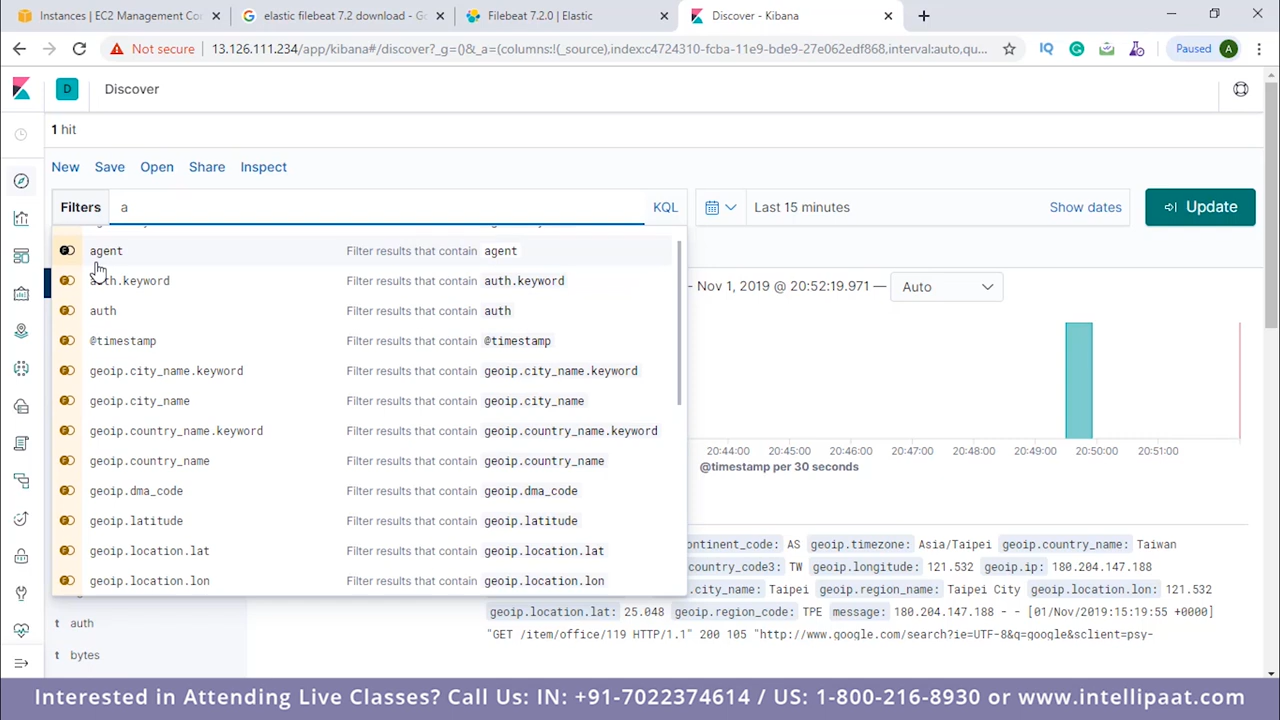 Instances | EC2 Management Con
elastic filebeat 7.2 download - G
Filebeat 7.2.0 | Elastic
Discover - Kibana
Not secure
13.126.111.234/app/kibana#/discover?_g=()&_a=(columns:!(_source),index:c4724310-fcba-11e9-bde9-27e062edf868,interval:auto,qu...
IQ
Paused
A
D
Discover
1 hit
New
Save
Open
Share
Inspect
Filters
a
KQL
Last 15 minutes
Show dates
Update
agent
Filter results that contain agent
auth.keyword
Filter results that contain auth.keyword
auth
Filter results that contain auth
@timestamp
Filter results that contain @timestamp
geoip.city_name.keyword
Filter results that contain geoip.city_name.keyword
geoip.city_name
Filter results that contain geoip.city_name
geoip.country_name.keyword
Filter results that contain geoip.country_name.keyword
geoip.country_name
Filter results that contain geoip.country_name
geoip.dma_code
Filter results that contain geoip.dma_code
geoip.latitude
Filter results that contain geoip.latitude
geoip.location.lat
Filter results that contain geoip.location.lat
geoip.location.lon
Filter results that contain geoip.location.lon
- Nov 1, 2019 @ 20:52:19.971 —
Auto
20:44:00 20:45:00 20:46:00 20:47:00 20:48:00 20:49:00 20:50:00 20:51:00
@timestamp per 30 seconds
ontinent_code: AS geoip.timezone: Asia/Taipei geoip.country_name: Taiwan
country_code3: TW geoip.longitude: 121.532 geoip.ip: 180.204.147.188
city_name: Taipei geoip.region_name: Taipei City geoip.location.lon: 121.532
geoip.location.lat: 25.048 geoip.region_code: TPE message: 180.204.147.188 - - [01/Nov/2019:15:19:55 +0000]
"GET /item/office/119 HTTP/1.1" 200 105 "http://www.google.com/search?ie=UTF-8&q=google&sclient=psy-
t auth
t bytes
Interested in Attending Live Classes? Call Us: IN: +91-7022374614 / US: 1-800-216-8930 or www.intellipaat.com